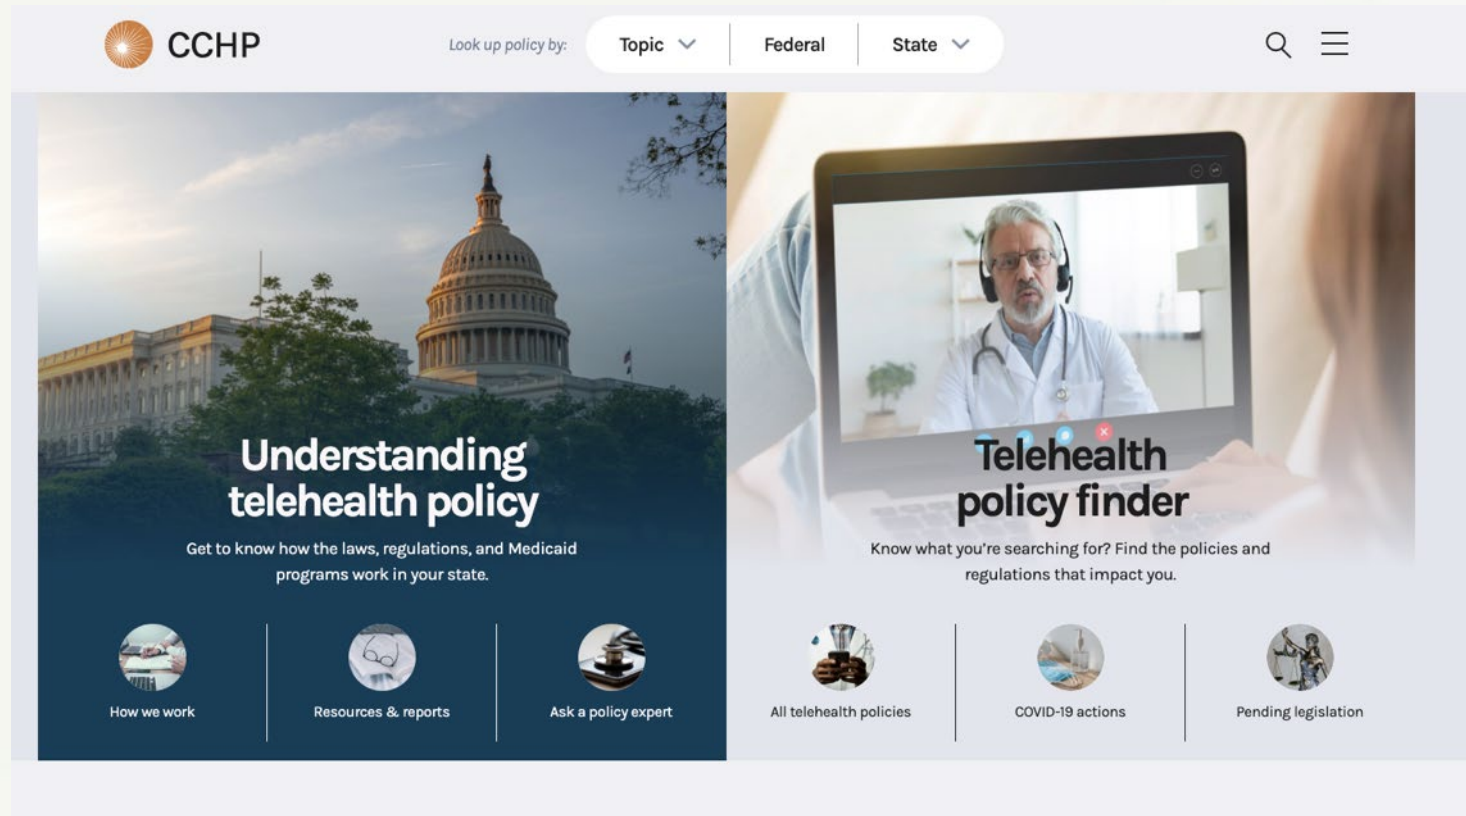 CCHP
Look up policy by:
Topic
Federal
State
Understanding
telehealth policy
Get to know how the laws, regulations, and Medicaid
programs work in your state.
How we work
Resources & reports
Ask a policy expert
Telehealth
policy finder
Know what you're searching for? Find the policies and
regulations that impact you.
All telehealth policies
COVID-19 actions
Pending legislation